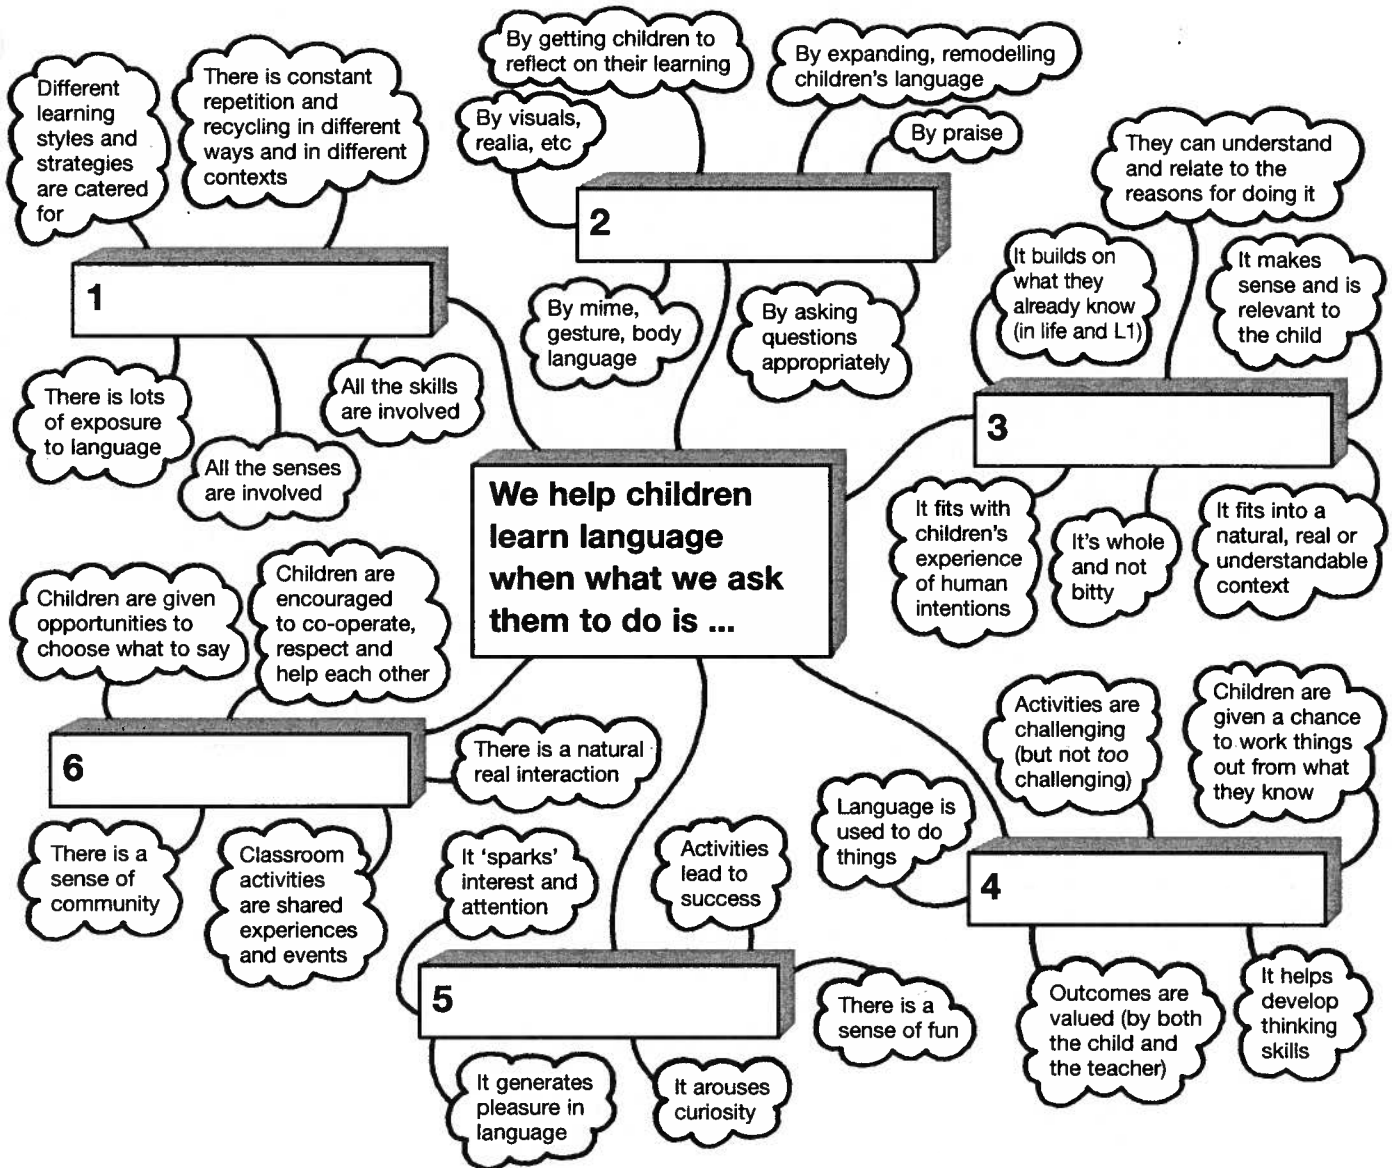 Different
learning
styles and
strategies
are catered
for
There is constant
repetition and
recycling in different
ways and in different
contexts
1
There is lots
of exposure
to language
All the senses
are involved
All the skills
are involved
By getting children to
reflect on their learning
By visuals,
realia, etc
By expanding, remodelling
children's language
By praise
2
By mime,
gesture, body
language
By asking
questions
appropriately
They can understand
and relate to the
reasons for doing it
It builds on
what they
already know
(in life and L1)
It makes
sense and is
relevant to
the child
3
It fits with
children's
experience
of human
intentions
It's whole
and not
bitty
It fits into a
natural, real or
understandable
context
We help children
learn language
when what we ask
them to do is ...
Children are given
opportunities to
choose what to say
Children are
encouraged
to co-operate,
respect and
help each other
6
There is a natural
real interaction
There is a
sense of
community
Classroom
activities
are shared
experiences
and events
Activities are
challenging
(but not too
challenging)
Children are
given a chance
to work things
out from what
they know
Language is
used to do
things
4
Outcomes are
valued (by both
the child and
the teacher)
It helps
develop
thinking
skills
It 'sparks'
interest and
attention
Activities
lead to
success
5
There is a
sense of fun
It generates
pleasure in
language
It arouses
curiosity